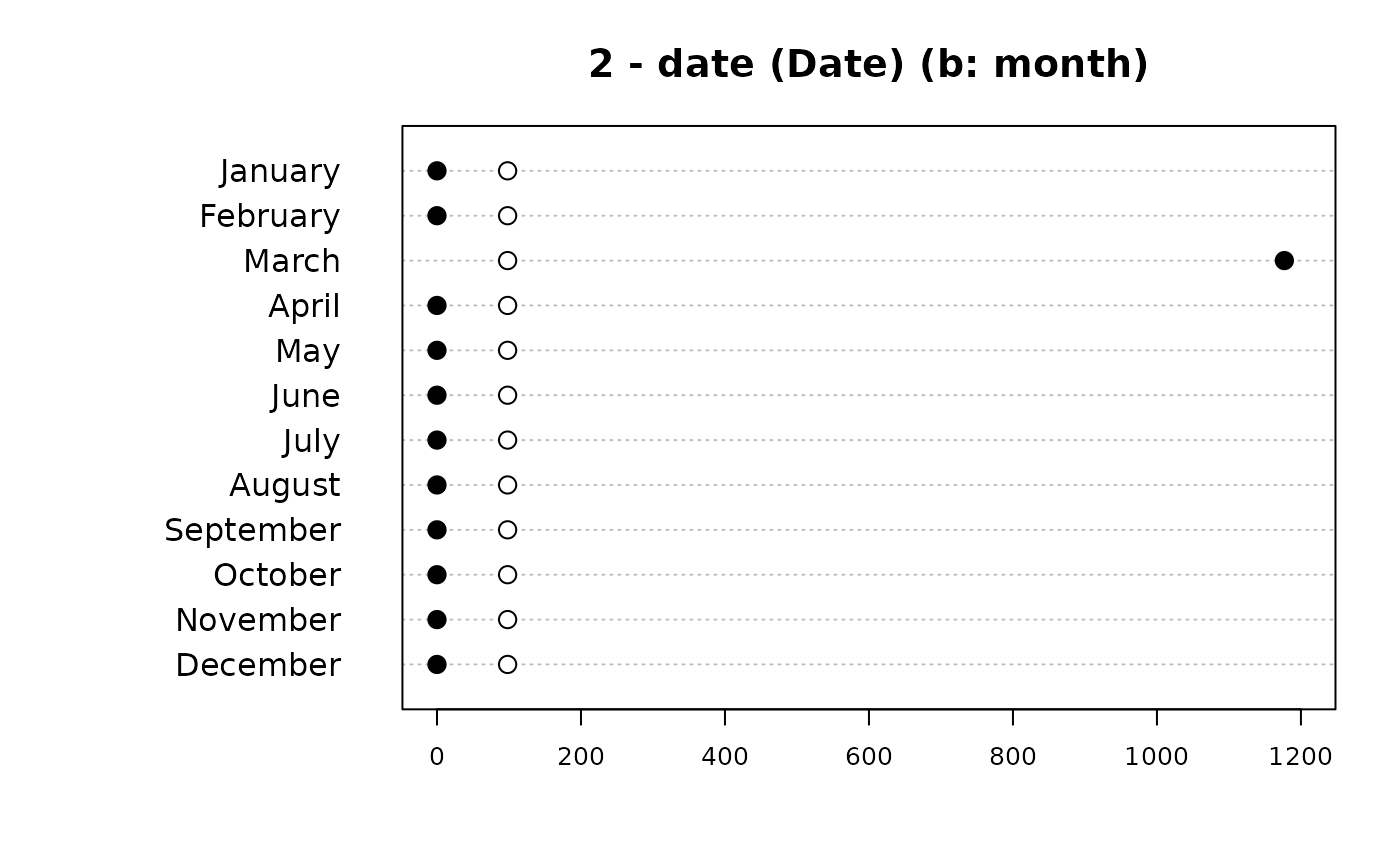 2 - date (Date) (b: month)
January
February
March
April
May
June
July
August
September
October
November
December
0 200 400 600 800 1000 1200